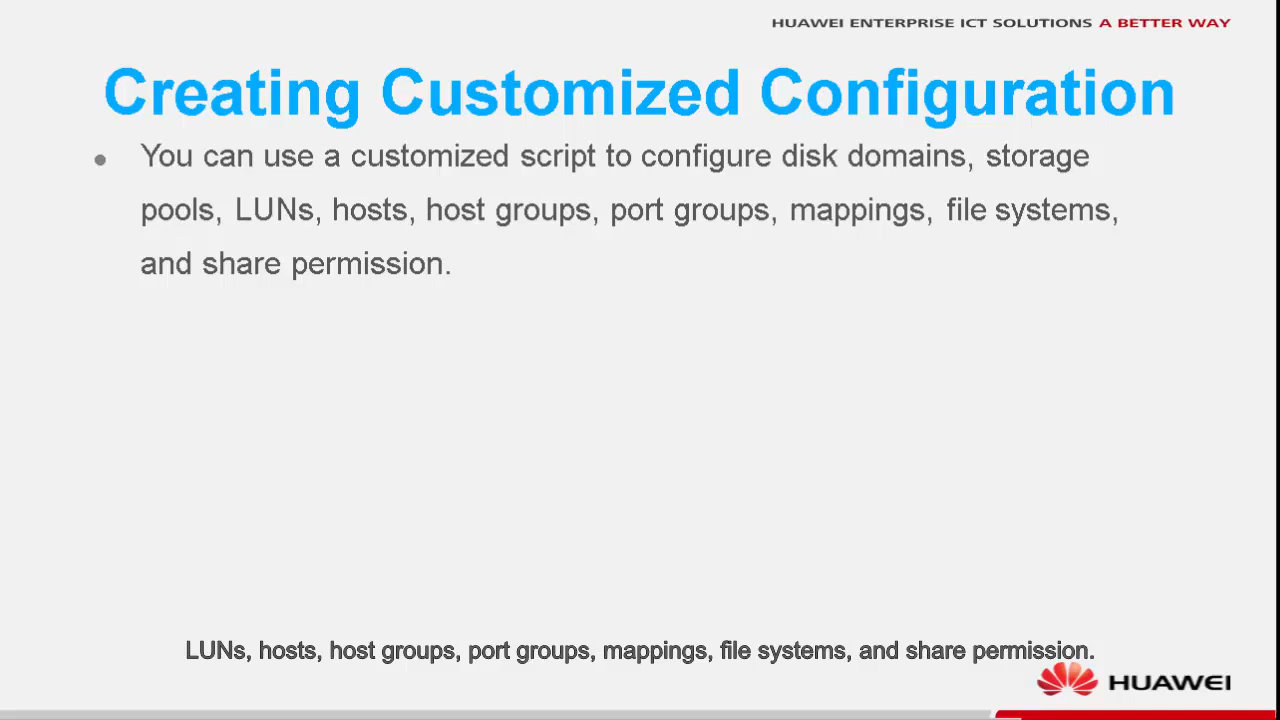 HUAWEI ENTERPRISE ICT SOLUTIONS A BETTER WAY
Creating Customized Configuration
● You can use a customized script to configure disk domains, storage
pools, LUNs, hosts, host groups, port groups, mappings, file systems,
and share permission.
LUNs, hosts, host groups, port groups, mappings, file systems, and share permission.
HUAWEI